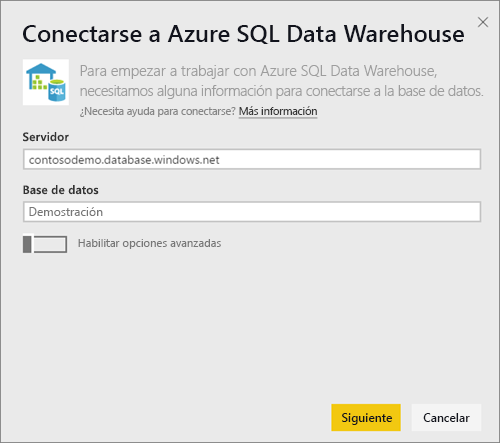 Conectarse a Azure SQL Data Warehouse
SQL
Para empezar a trabajar con Azure SQL Data Warehouse,
necesitamos alguna información para conectarse a la base de datos.
¿Necesita ayuda para conectarse? Más información
Servidor
contosodemo.database.windows.net
Base de datos
Demostración
Habilitar opciones avanzadas
Siguiente
Cancelar